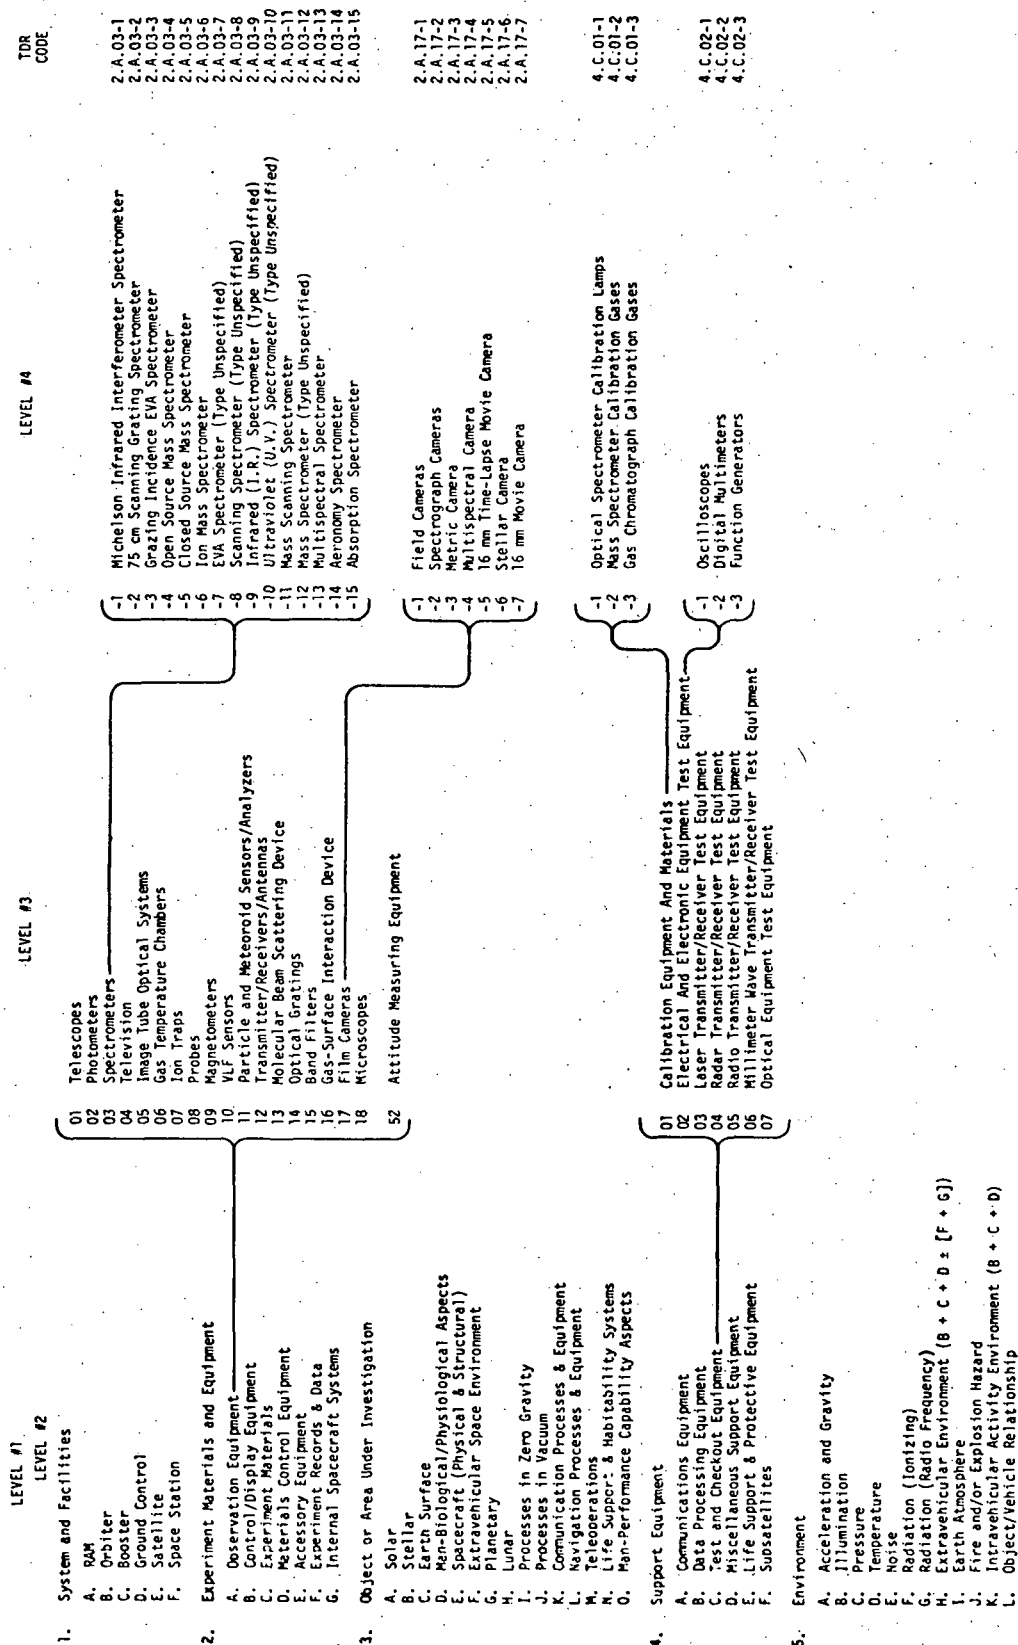 LEVEL #1
LEVEL #2
1. System and Facilities
A. RAM
B. Orbiter
C. Booster
D. Ground Control
E. Satellite
F. Space Station
2. Experiment Materials and Equipment
A. Observation Equipment
B. Control/Display Equipment
C. Experiment Materials
D. Materials Control Equipment
E. Accessory Equipment
F. Experiment Records & Data
G. Internal Spacecraft Systems
3. Object or Area Under Investigation
A. Solar
B. Stellar
C. Earth Surface
D. Man-Biological/Physiological Aspects
E. Spacecraft (Physical & Structural)
F. Extravehicular Space Environment
G. Planetary
H. Lunar
I. Processes in Zero Gravity
J. Processes in Vacuum
K. Communication Processes & Equipment
L. Navigation Processes & Equipment
M. Teleoperations
N. Life Support & Habitability Systems
O. Man-Performance Capability Aspects
4. Support Equipment
A. Communications Equipment
B. Data Processing Equipment
C. Test and Checkout Equipment
D. Miscellaneous Support Equipment
E. Life Support & Protective Equipment
F. Subsatellites
5. Environment
A. Acceleration and Gravity
B. Illumination
C. Pressure
D. Temperature
E. Noise
F. Radiation (Ionizing)
G. Radiation (Radio Frequency)
H. Extravehicular Environment (B + C + D ± [F + G])
I. Earth Atmosphere
J. Fire and/or Explosion Hazard
K. Intravehicular Activity Environment (B + C + D)
L. Object/Vehicle Relationship
LEVEL #3
01 Telescopes
02 Photometers
03 Spectrometers
04 Television
05 Image Tube Optical Systems
06 Gas Temperature Chambers
07 Ion Traps
08 Probes
09 Magnetometers
10 VLF Sensors
11 Particle and Meteoroid Sensors/Analyzers
12 Transmitter/Receivers/Antennas
13 Molecular Beam Scattering Device
14 Optical Gratings
15 Band Filters
16 Gas-Surface Interaction Device
17 Film Cameras
18 Microscopes
52 Attitude Measuring Equipment
01 Calibration Equipment And Materials
02 Electrical And Electronic Equipment Test Equipment
03 Laser Transmitter/Receiver Test Equipment
04 Radar Transmitter/Receiver Test Equipment
05 Radio Transmitter/Receiver Test Equipment
06 Millimeter Wave Transmitter/Receiver Test Equipment
07 Optical Equipment Test Equipment
LEVEL #4
TDR
CODE
-1 Michelson Infrared Interferometer Spectrometer 2.A.03-1
-2 75 cm Scanning Grating Spectrometer 2.A.03-2
-3 Grazing Incidence EVA Spectrometer 2.A.03-3
-4 Open Source Mass Spectrometer 2.A.03-4
-5 Closed Source Mass Spectrometer 2.A.03-5
-6 Ion Mass Spectrometer 2.A.03-6
-7 EVA Spectrometer (Type Unspecified) 2.A.03-7
-8 Scanning Spectrometer (Type Unspecified) 2.A.03-8
-9 Infrared (I.R.) Spectrometer (Type Unspecified) 2.A.03-9
-10 Ultraviolet (U.V.) Spectrometer (Type Unspecified) 2.A.03-10
-11 Mass Scanning Spectrometer 2.A.03-11
-12 Mass Spectrometer (Type Unspecified) 2.A.03-12
-13 Multispectral Spectrometer 2.A.03-13
-14 Aeronomy Spectrometer 2.A.03-14
-15 Absorption Spectrometer 2.A.03-15
-1 Field Cameras 2.A.17-1
-2 Spectrograph Cameras 2.A.17-2
-3 Metric Camera 2.A.17-3
-4 Multispectral Camera 2.A.17-4
-5 16 mm Time-Lapse Movie Camera 2.A.17-5
-6 Stellar Camera 2.A.17-6
-7 16 mm Movie Camera 2.A.17-7
-1 Optical Spectrometer Calibration Lamps 4.C.01-1
-2 Mass Spectrometer Calibration Gases 4.C.01-2
-3 Gas Chromatograph Calibration Gases 4.C.01-3
-1 Oscilloscopes 4.C.02-1
-2 Digital Multimeters 4.C.02-2
-3 Function Generators 4.C.02-3